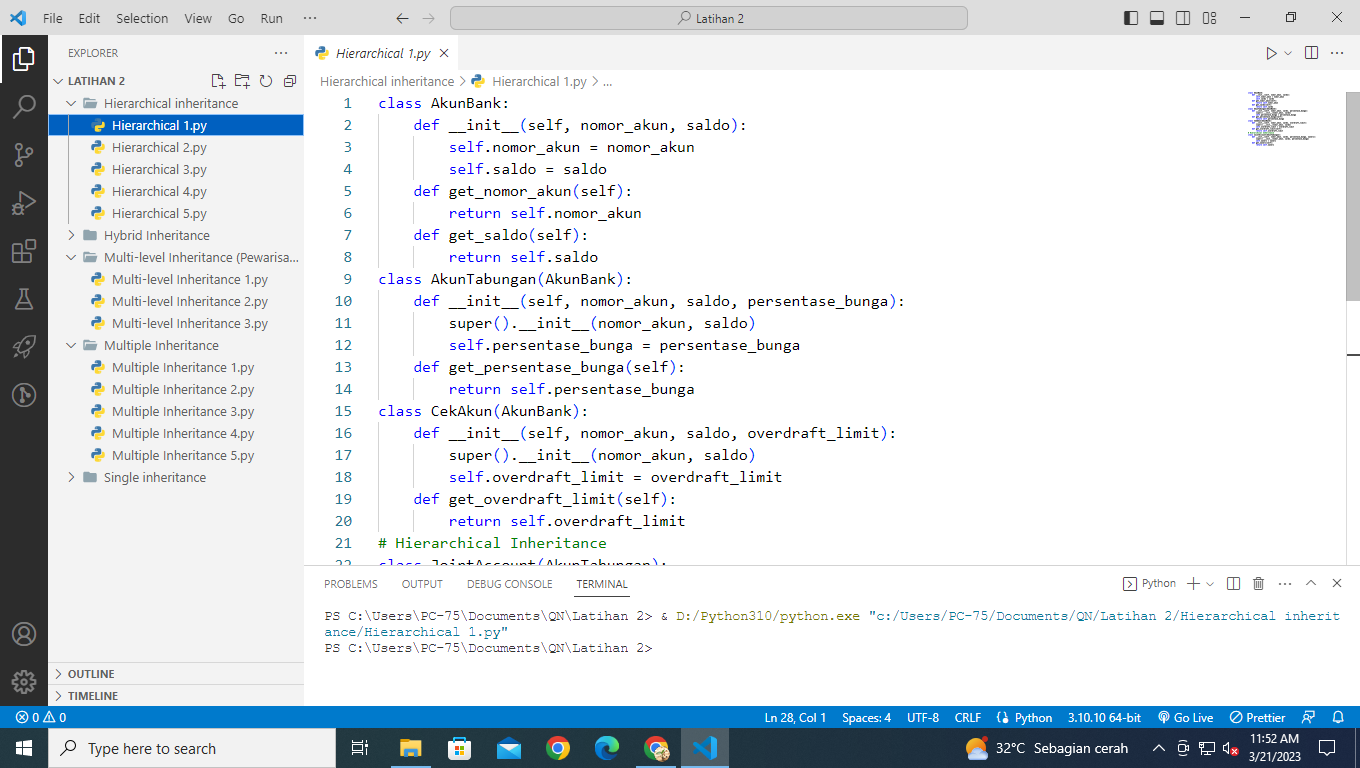 File Edit Selection View Go Run ··· Latihan 2
EXPLORER
LATIHAN 2
Hierarchical inheritance
Hierarchical 1.py
Hierarchical 2.py
Hierarchical 3.py
Hierarchical 4.py
Hierarchical 5.py
Hybrid Inheritance
Multi-level Inheritance (Pewarisa...
Multi-level Inheritance 1.py
Multi-level Inheritance 2.py
Multi-level Inheritance 3.py
Multiple Inheritance
Multiple Inheritance 1.py
Multiple Inheritance 2.py
Multiple Inheritance 3.py
Multiple Inheritance 4.py
Multiple Inheritance 5.py
Single inheritance
OUTLINE
TIMELINE
Hierarchical 1.py
Hierarchical inheritance > Hierarchical 1.py > ...
1 class AkunBank:
2 def __init__(self, nomor_akun, saldo):
3 self.nomor_akun = nomor_akun
4 self.saldo = saldo
5 def get_nomor_akun(self):
6 return self.nomor_akun
7 def get_saldo(self):
8 return self.saldo
9 class AkunTabungan(AkunBank):
10 def __init__(self, nomor_akun, saldo, persentase_bunga):
11 super().__init__(nomor_akun, saldo)
12 self.persentase_bunga = persentase_bunga
13 def get_persentase_bunga(self):
14 return self.persentase_bunga
15 class CekAkun(AkunBank):
16 def __init__(self, nomor_akun, saldo, overdraft_limit):
17 super().__init__(nomor_akun, saldo)
18 self.overdraft_limit = overdraft_limit
19 def get_overdraft_limit(self):
20 return self.overdraft_limit
21 # Hierarchical Inheritance
22 class JointAccount(AkunTabungan):
PROBLEMS OUTPUT DEBUG CONSOLE TERMINAL Python
PS C:\Users\PC-75\Documents\QN\Latihan 2> & D:/Python310/python.exe "c:/Users/PC-75/Documents/QN/Latihan 2/Hierarchical inherit
ance/Hierarchical 1.py"
PS C:\Users\PC-75\Documents\QN\Latihan 2>
0 0 Ln 28, Col 1 Spaces: 4 UTF-8 CRLF Python 3.10.10 64-bit Go Live Prettier
Type here to search 32°C Sebagian cerah 11:52 AM
3/21/2023